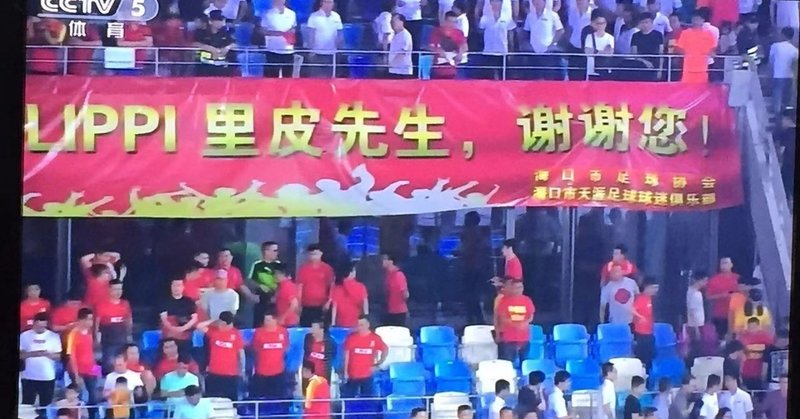 CCTV 5
体育
LIPPI 里皮先生，谢谢您！
海口市足球协会
海口市天派足球球迷俱乐部